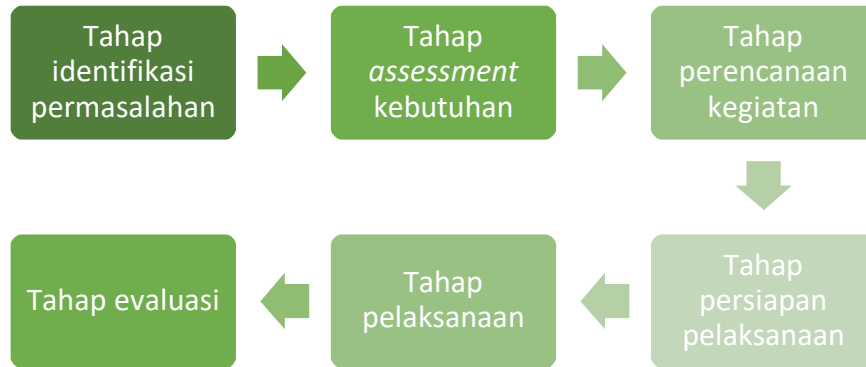 Tahap
identifikasi
permasalahan
Tahap
assessment
kebutuhan
Tahap
perencanaan
kegiatan
Tahap
persiapan
pelaksanaan
Tahap
pelaksanaan
Tahap evaluasi